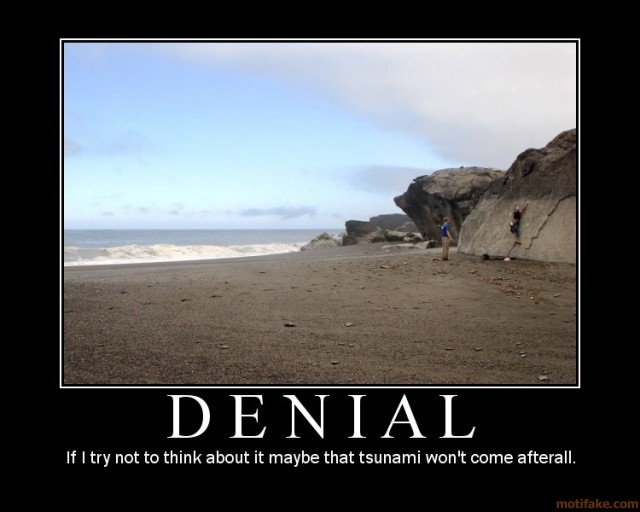 DENIAL
If I try not to think about it maybe that tsunami won't come afterall.
motifake.com